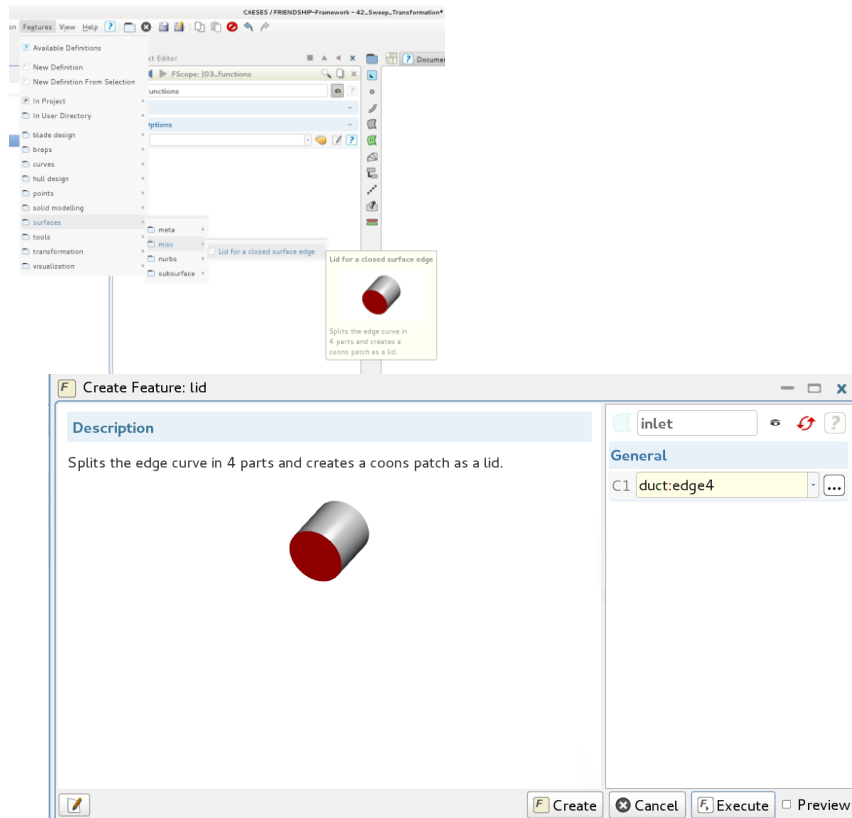 CAESES / FRIENDSHIP-Framework - 42_Sweep_Transformation*
on Features View Help ?
Available Definitions
ct Editor
? Docume
New Definition
FScope: |03_functions
New Definition From Selection
unctions
In Project
In User Directory
ptions
blade design
breps
curves
hull design
points
solid modelling
surfaces
meta
tools
misc
Lid for a closed surface edge
transformation
nurbs
Lid for a closed surface edge
visualization
subsurface
Splits the edge curve in
4 parts and creates a
coons patch as a lid.
F Create Feature: lid
Description
inlet
?
Splits the edge curve in 4 parts and creates a coons patch as a lid.
General
C1 duct:edge4 ...
F Create Cancel F Execute Preview